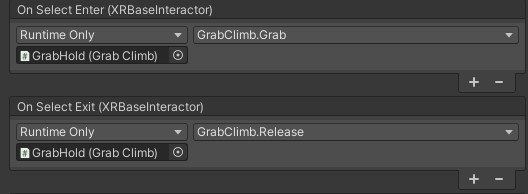 On Select Enter (XRBaseInteractor)
Runtime Only GrabClimb.Grab
GrabHold (Grab Climb)
+ −
On Select Exit (XRBaseInteractor)
Runtime Only GrabClimb.Release
GrabHold (Grab Climb)
+ −